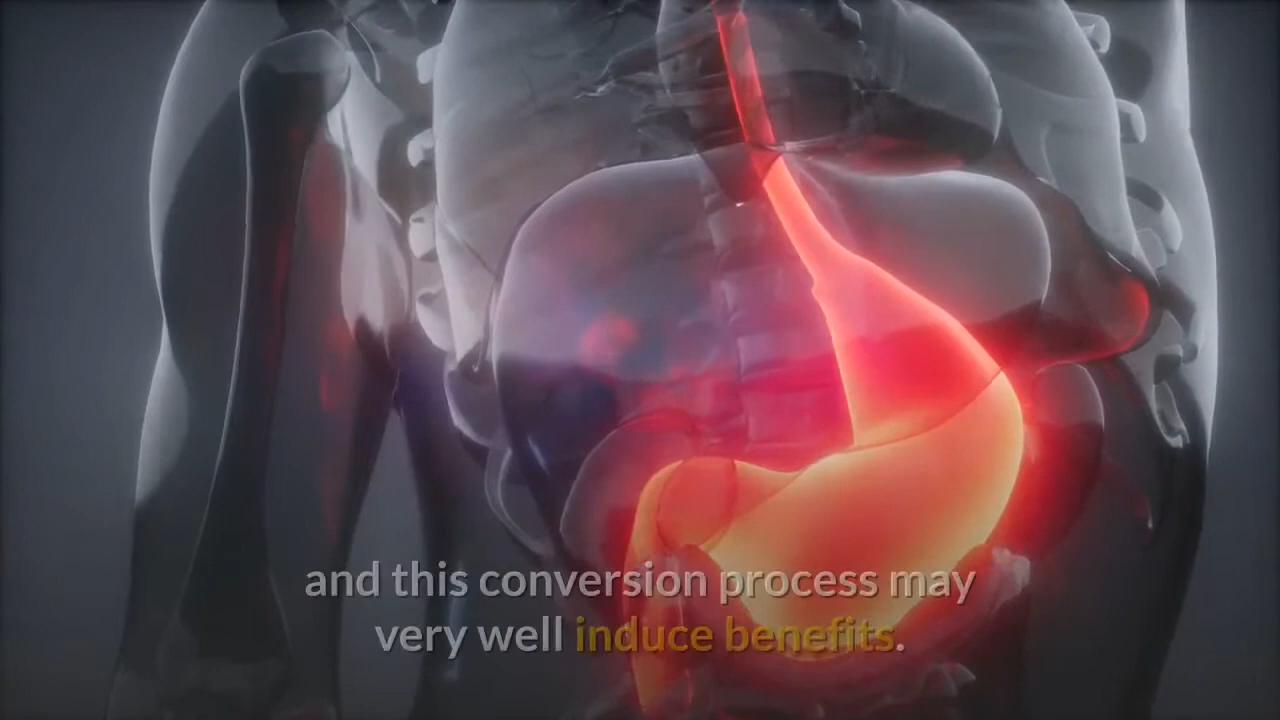 and this conversion process may
very well induce benefits.